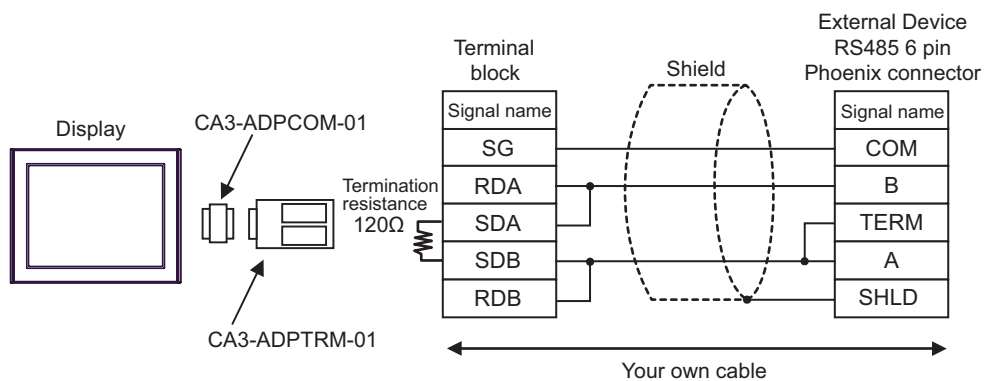 External Device
RS485 6 pin
Phoenix connector
Terminal
block
Shield
Signal name
Signal name
Display
CA3-ADPCOM-01
SG
COM
Termination
resistance
120Ω
RDA
B
SDA
TERM
SDB
A
RDB
SHLD
CA3-ADPTRM-01
Your own cable